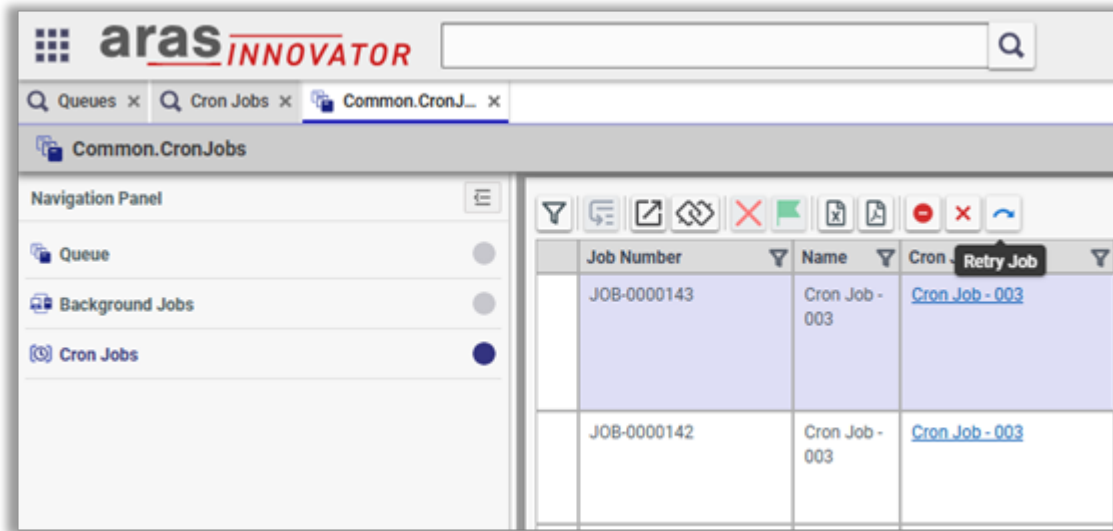 aras INNOVATOR
Queues × Cron Jobs × Common.CronJ... ×
Common.CronJobs
Navigation Panel
Queue
Background Jobs
Cron Jobs
Retry Job
Job Number Name Cron J
JOB-0000143 Cron Job - 003 Cron Job - 003
JOB-0000142 Cron Job - 003 Cron Job - 003